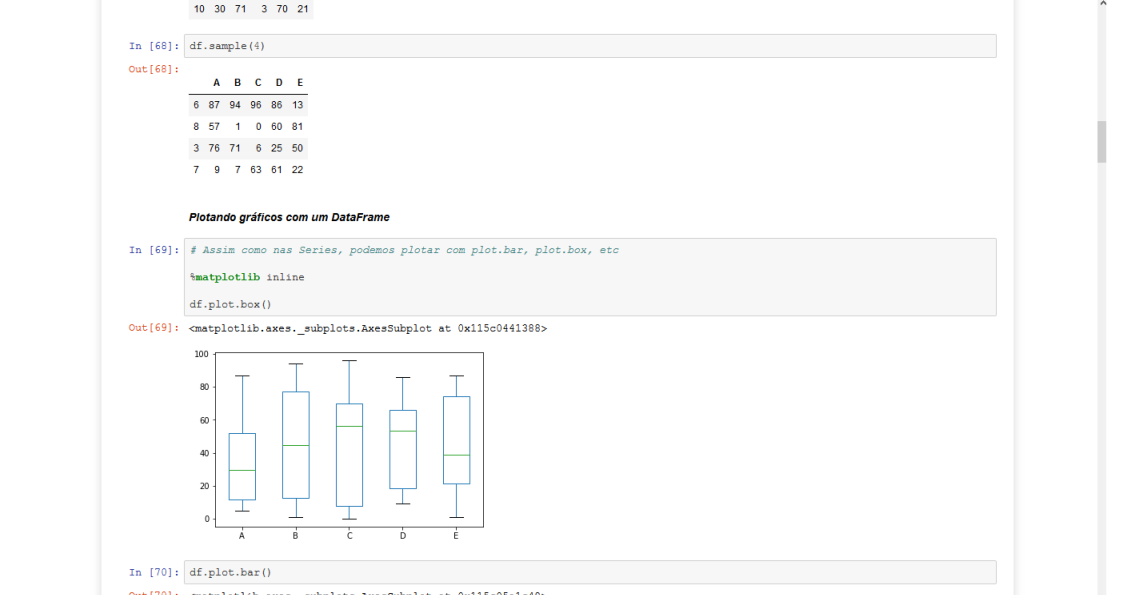 10 30 71 3 70 21
In [68]: df.sample(4)
Out[68]:
A B C D E
6 87 94 96 86 13
8 57 1 0 60 81
3 76 71 6 25 50
7 9 7 63 61 22
Plotando gráficos com um DataFrame
In [69]: # Assim como nas Series, podemos plotar com plot.bar, plot.box, etc
%matplotlib inline
df.plot.box()
Out[69]: <matplotlib.axes._subplots.AxesSubplot at 0x115c0441388>
100
80
60
40
20
0
A B C D E
In [70]: df.plot.bar()